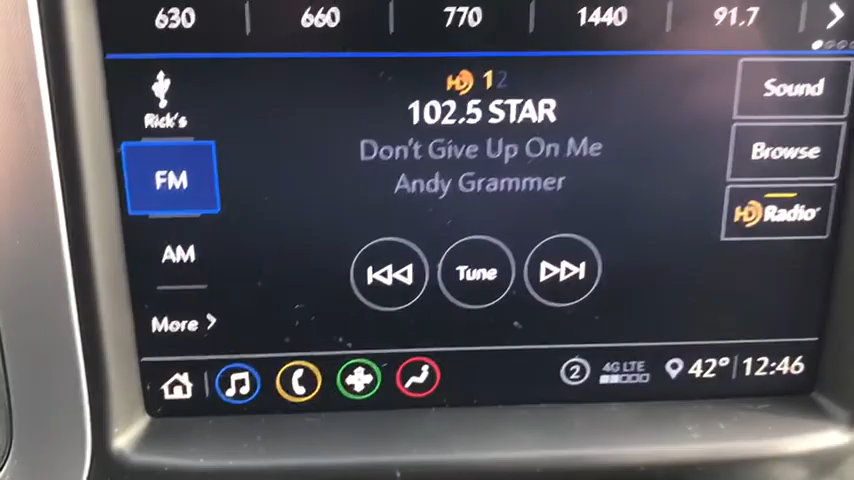 630 660 770 1440 91.7
HD 1 2
102.5 STAR
Don't Give Up On Me
Andy Grammer
Rick's
FM
AM
More
Tune
Sound
Browse
HD Radio
2 4G LTE 42° 12:46